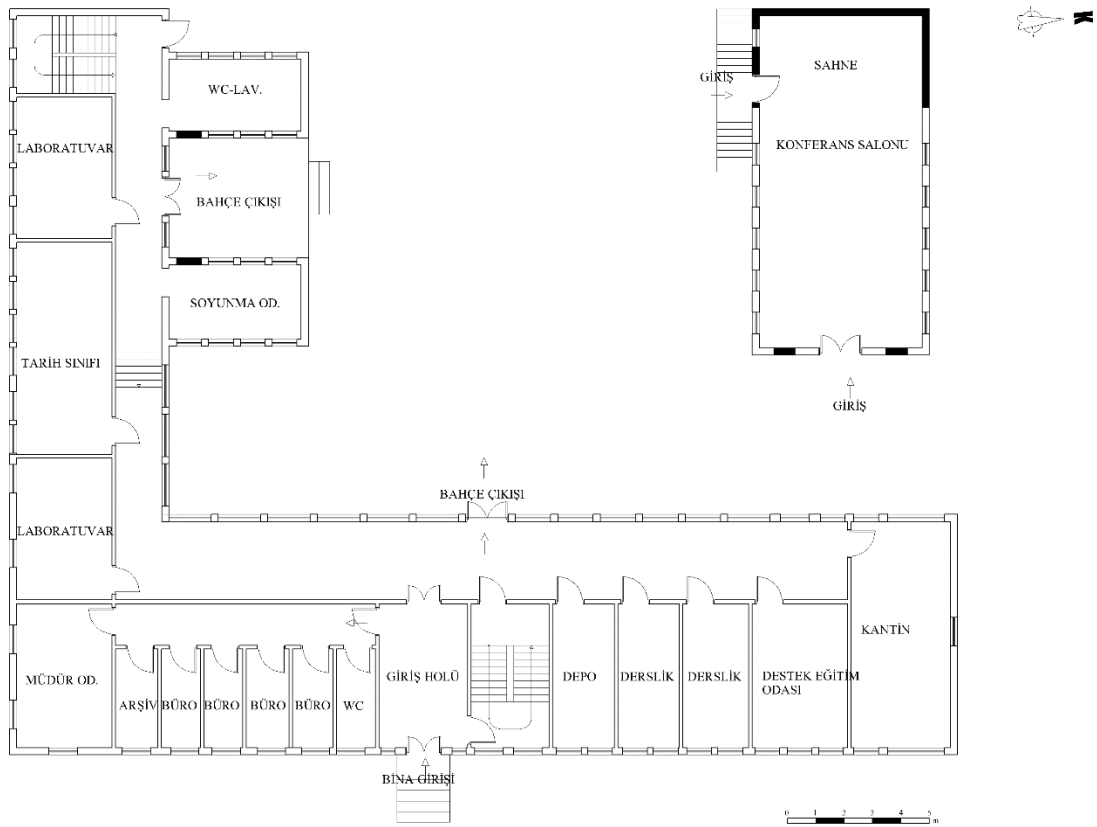 K
SAHNE
WC-LAV.
GİRİŞ
LABORATUVAR
KONFERANS SALONU
BAHÇE ÇIKIŞI
SOYUNMA OD.
TARİH SINIFI
GİRİŞ
BAHÇE ÇIKIŞI
LABORATUVAR
KANTİN
MÜDÜR OD.
GİRİŞ HOLÜ
DEPO
DERSLİK
DERSLİK
DESTEK EĞİTİM
ODASI
ARŞİV
BÜRO
BÜRO
BÜRO
BÜRO
WC
BİNA GİRİŞİ
0 1 2 3 4 5
m